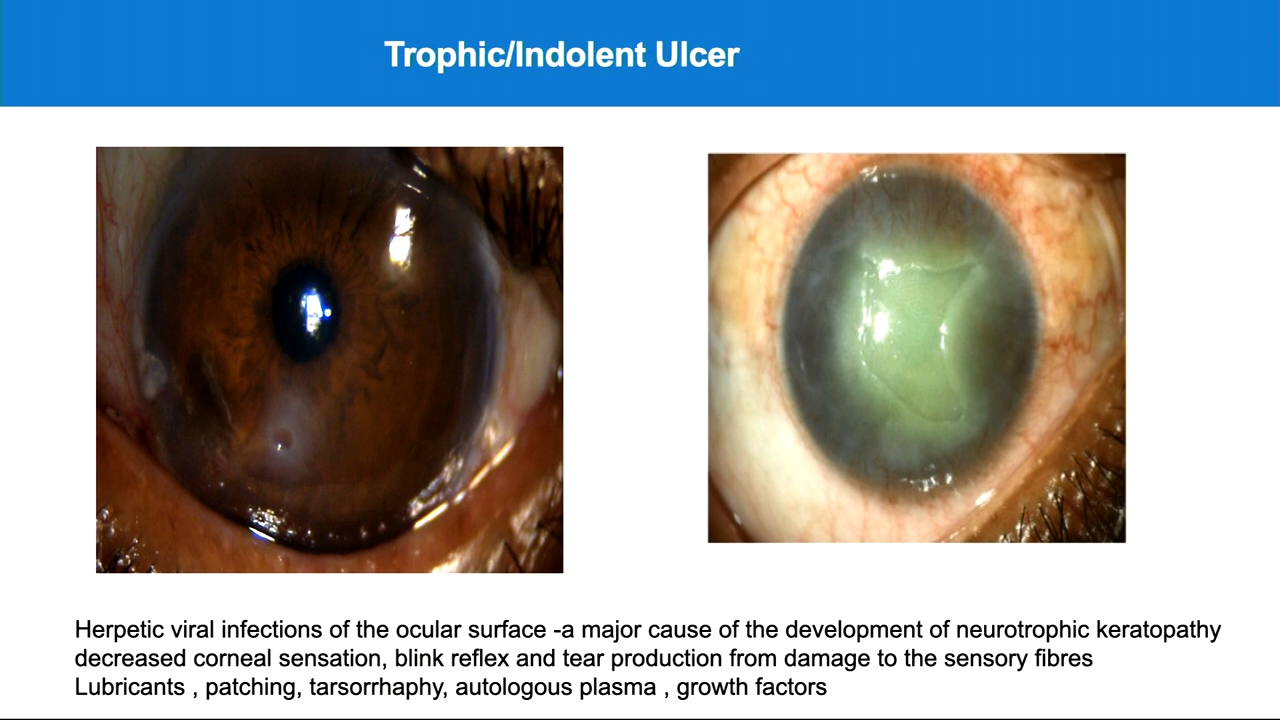 Trophic/Indolent Ulcer
Herpetic viral infections of the ocular surface -a major cause of the development of neurotrophic keratopathy
decreased corneal sensation, blink reflex and tear production from damage to the sensory fibres
Lubricants , patching, tarsorrhaphy, autologous plasma , growth factors